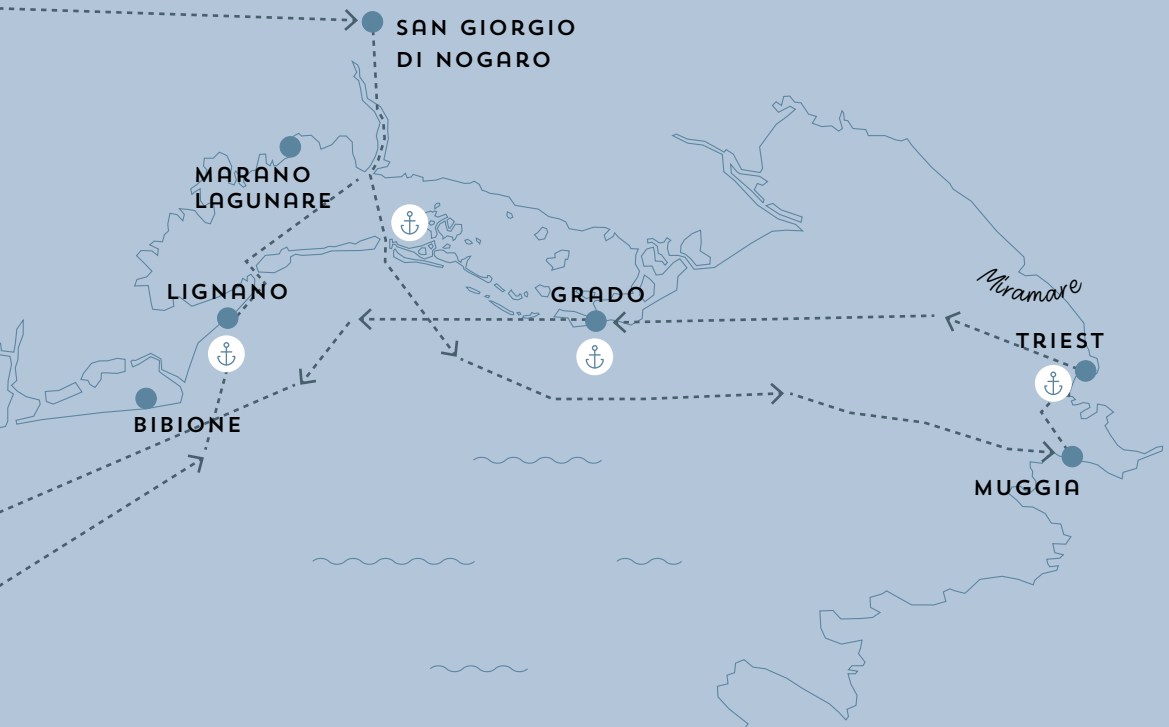 SAN GIORGIO
DI NOGARO
MARANO
LAGUNARE
LIGNANO
GRADO
Miramare
TRIEST
BIBIONE
MUGGIA